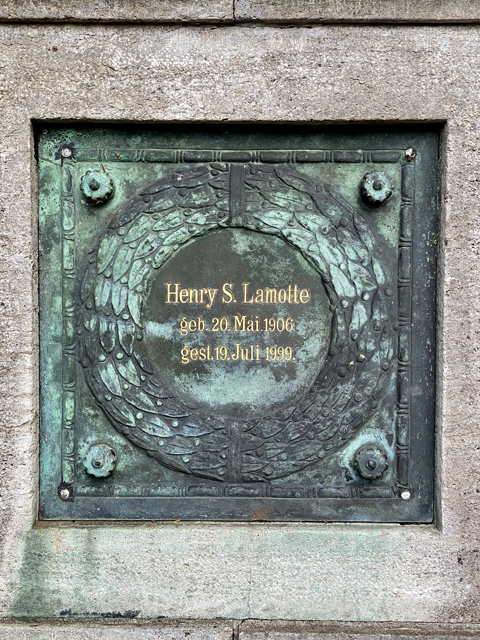 Henry S. Lamotte
geb. 20. Mai 1906
gest. 19. Juli 1999.